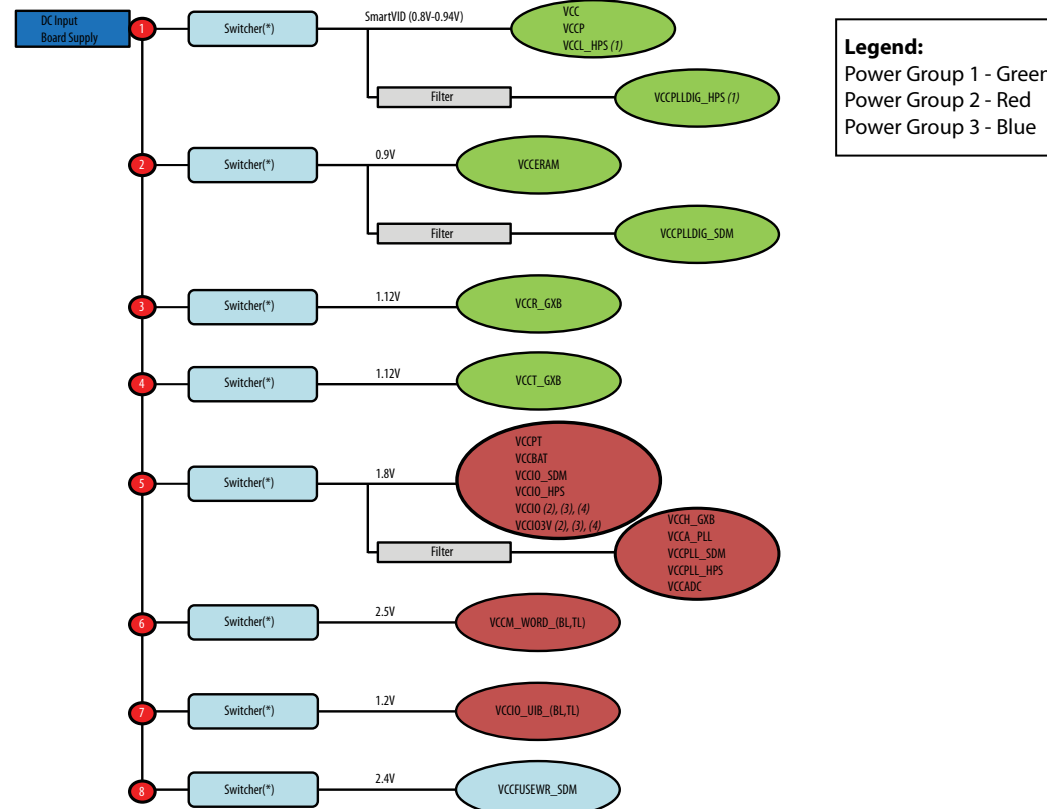 DC Input
Board Supply
1
Switcher(*)
SmartVID (0.8V-0.94V)
VCC
VCCP
VCCL_HPS (1)
Filter
VCCPLLDIG_HPS (1)
Legend:
Power Group 1 - Green
Power Group 2 - Red
Power Group 3 - Blue
2
Switcher(*)
0.9V
VCCERAM
Filter
VCCPLLDIG_SDM
3
Switcher(*)
1.12V
VCCR_GXB
4
Switcher(*)
1.12V
VCCT_GXB
5
Switcher(*)
1.8V
VCCPT
VCCBAT
VCCIO_SDM
VCCIO_HPS
VCCIO (2), (3), (4)
VCCIO3V (2), (3), (4)
Filter
VCCH_GXB
VCCA_PLL
VCCPLL_SDM
VCCPLL_HPS
VCCADC
6
Switcher(*)
2.5V
VCCM_WORD_(BL,TL)
7
Switcher(*)
1.2V
VCCIO_UIB_(BL,TL)
8
Switcher(*)
2.4V
VCCFUSEWR_SDM